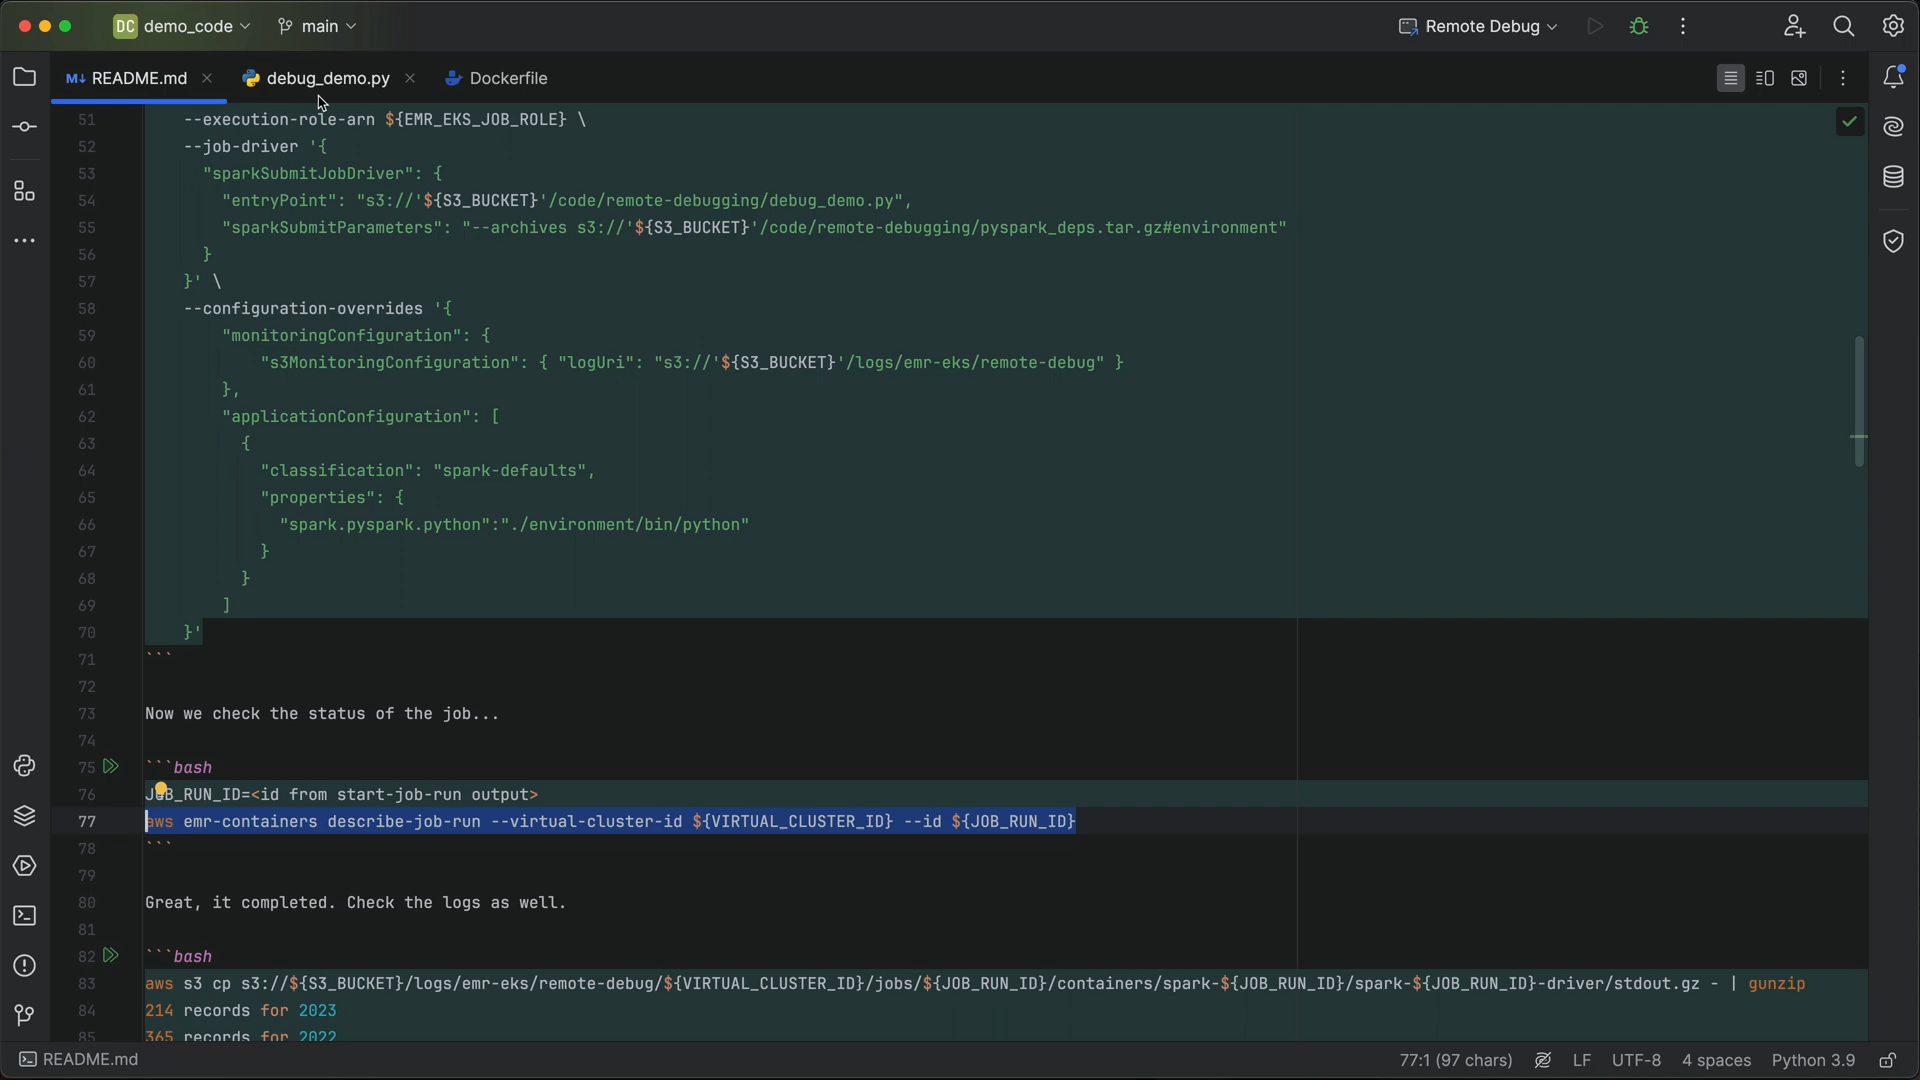 DC demo_code main Remote Debug
M↓ README.md debug_demo.py Dockerfile
51 --execution-role-arn ${EMR_EKS_JOB_ROLE} \
52 --job-driver '{
53 "sparkSubmitJobDriver": {
54 "entryPoint": "s3://'${S3_BUCKET}'/code/remote-debugging/debug_demo.py",
55 "sparkSubmitParameters": "--archives s3://'${S3_BUCKET}'/code/remote-debugging/pyspark_deps.tar.gz#environment"
56 }
57 }' \
58 --configuration-overrides '{
59 "monitoringConfiguration": {
60 "s3MonitoringConfiguration": { "logUri": "s3://'${S3_BUCKET}'/logs/emr-eks/remote-debug" }
61 },
62 "applicationConfiguration": [
63 {
64 "classification": "spark-defaults",
65 "properties": {
66 "spark.pyspark.python":"./environment/bin/python"
67 }
68 }
69 ]
70 }'
71 ```
72
73 Now we check the status of the job...
74
75 ```bash
76 JOB_RUN_ID=<id from start-job-run output>
77 aws emr-containers describe-job-run --virtual-cluster-id ${VIRTUAL_CLUSTER_ID} --id ${JOB_RUN_ID}
78 ```
79
80 Great, it completed. Check the logs as well.
81
82 ```bash
83 aws s3 cp s3://${S3_BUCKET}/logs/emr-eks/remote-debug/${VIRTUAL_CLUSTER_ID}/jobs/${JOB_RUN_ID}/containers/spark-${JOB_RUN_ID}/spark-${JOB_RUN_ID}-driver/stdout.gz - | gunzip
84 214 records for 2023
85 365 records for 2022
README.md 77:1 (97 chars) LF UTF-8 4 spaces Python 3.9